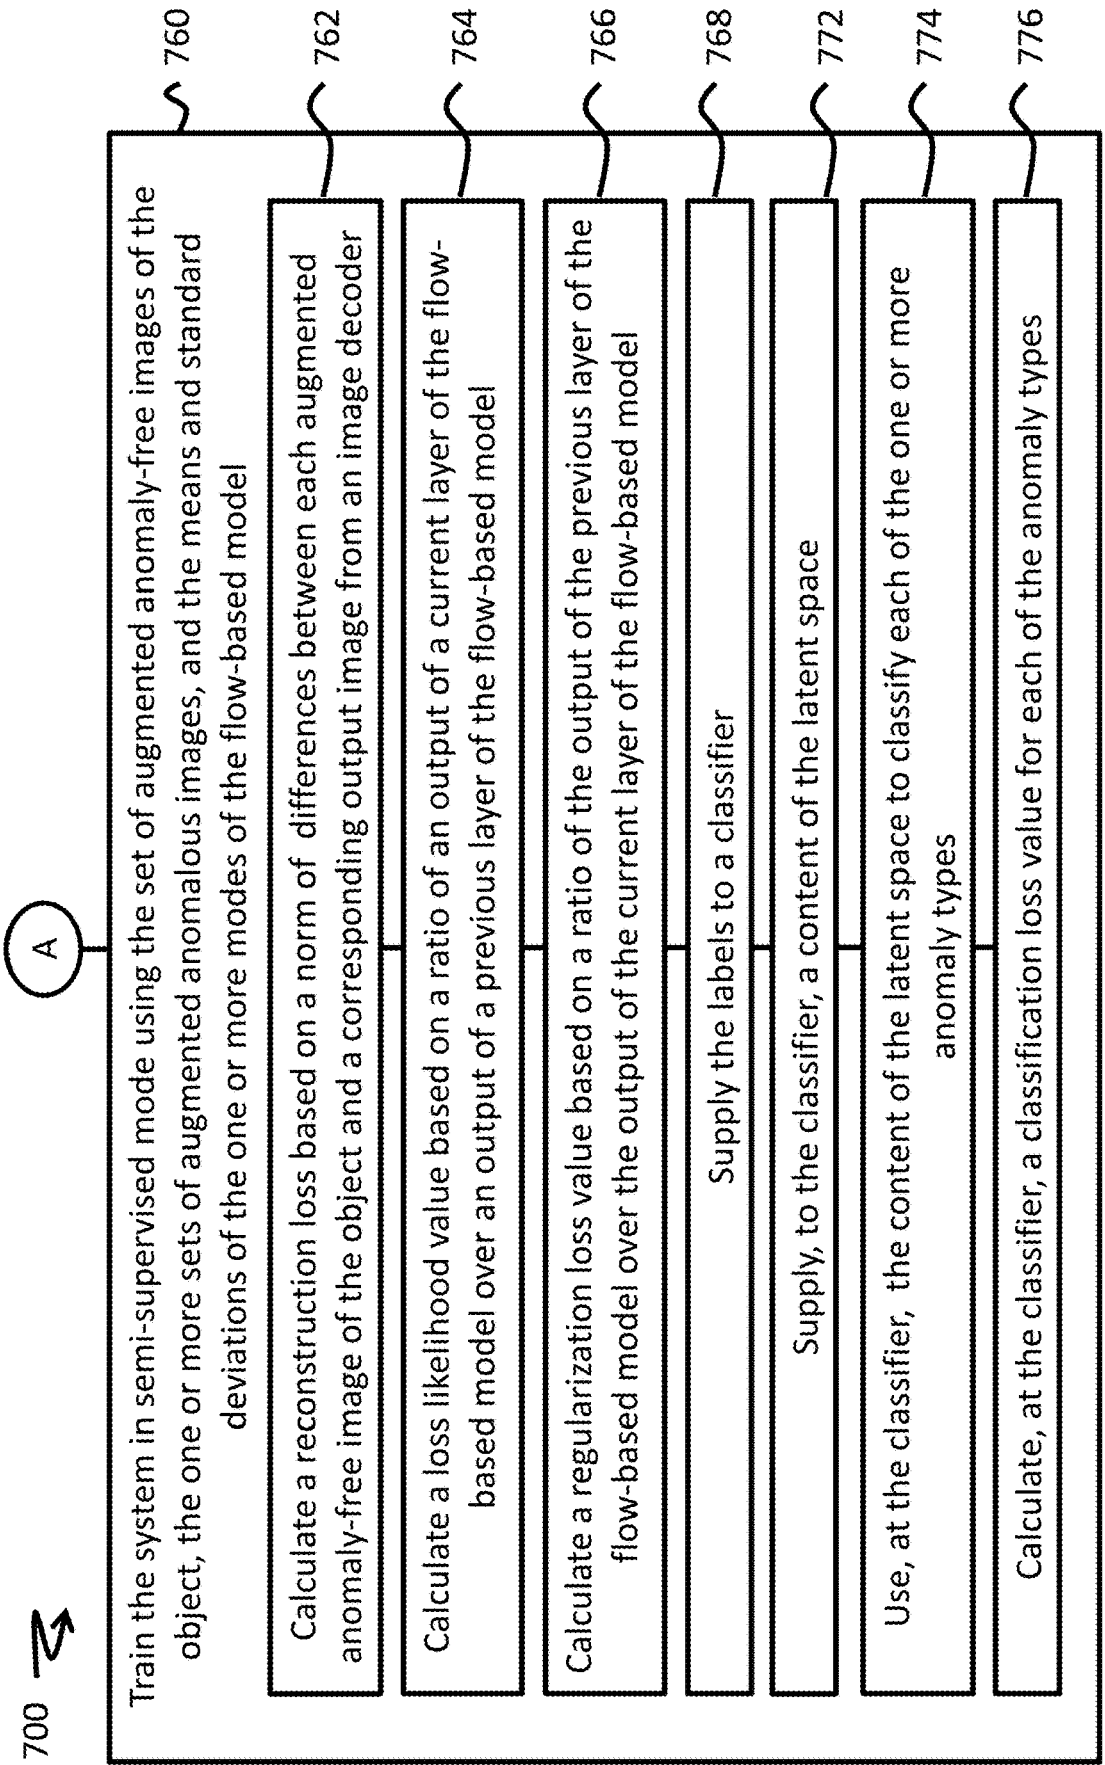 700
A
Train the system in semi-supervised mode using the set of augmented anomaly-free images of the
object, the one or more sets of augmented anomalous images, and the means and standard
deviations of the one or more modes of the flow-based model
760
Calculate a reconstruction loss based on a norm of differences between each augmented
anomaly-free image of the object and a corresponding output image from an image decoder
762
Calculate a loss likelihood value based on a ratio of an output of a current layer of the flow-
based model over an output of a previous layer of the flow-based model
764
Calculate a regularization loss value based on a ratio of the output of the previous layer of the
flow-based model over the output of the current layer of the flow-based model
766
Supply the labels to a classifier
768
Supply, to the classifier, a content of the latent space
772
Use, at the classifier, the content of the latent space to classify each of the one or more
anomaly types
774
Calculate, at the classifier, a classification loss value for each of the anomaly types
776